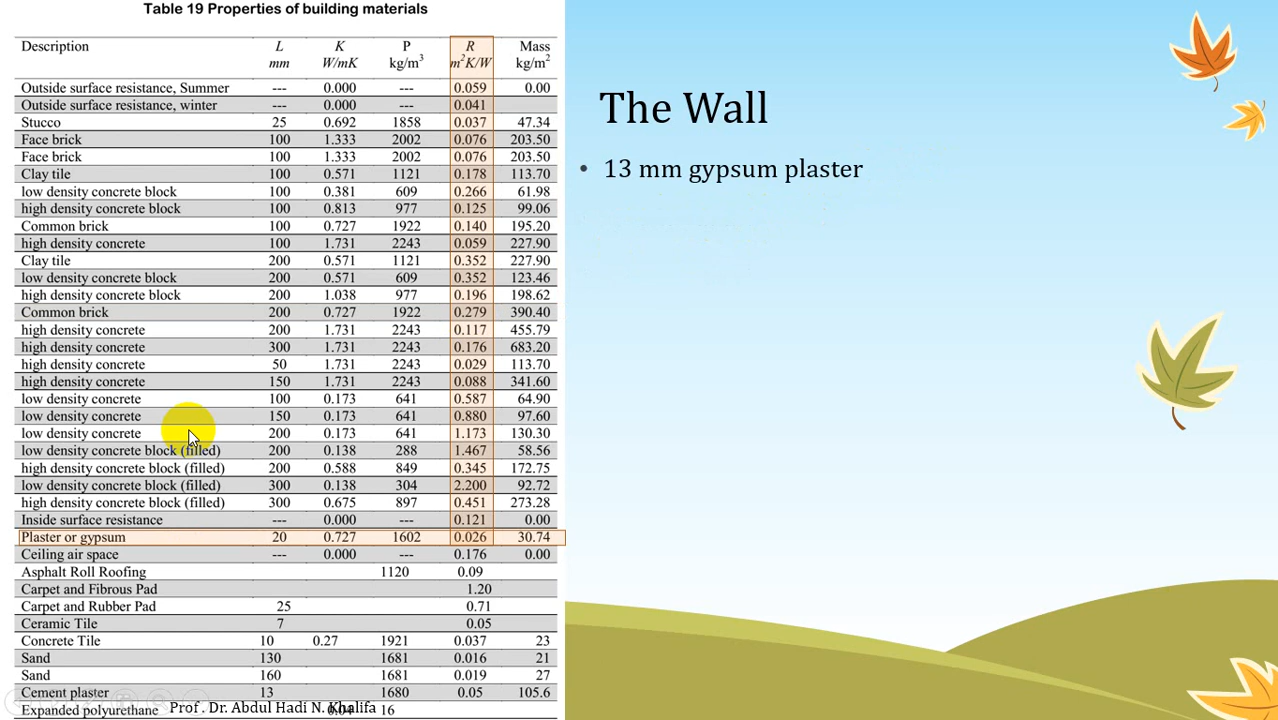 Table 19 Properties of building materials
Description L K P R Mass
mm W/mK kg/m³ m²K/W kg/m²
Outside surface resistance, Summer --- 0.000 --- 0.059 0.00
Outside surface resistance, winter --- 0.000 --- 0.041
Stucco 25 0.692 1858 0.037 47.34
Face brick 100 1.333 2002 0.076 203.50
Face brick 100 1.333 2002 0.076 203.50
Clay tile 100 0.571 1121 0.178 113.70
low density concrete block 100 0.381 609 0.266 61.98
high density concrete block 100 0.813 977 0.125 99.06
Common brick 100 0.727 1922 0.140 195.20
high density concrete 100 1.731 2243 0.059 227.90
Clay tile 200 0.571 1121 0.352 227.90
low density concrete block 200 0.571 609 0.352 123.46
high density concrete block 200 1.038 977 0.196 198.62
Common brick 200 0.727 1922 0.279 390.40
high density concrete 200 1.731 2243 0.117 455.79
high density concrete 300 1.731 2243 0.176 683.20
high density concrete 50 1.731 2243 0.029 113.70
high density concrete 150 1.731 2243 0.088 341.60
low density concrete 100 0.173 641 0.587 64.90
low density concrete 150 0.173 641 0.880 97.60
low density concrete 200 0.173 641 1.173 130.30
low density concrete block (filled) 200 0.138 288 1.467 58.56
high density concrete block (filled) 200 0.588 849 0.345 172.75
low density concrete block (filled) 300 0.138 304 2.200 92.72
high density concrete block (filled) 300 0.675 897 0.451 273.28
Inside surface resistance --- 0.000 --- 0.121 0.00
Plaster or gypsum 20 0.727 1602 0.026 30.74
Ceiling air space --- 0.000 --- 0.176 0.00
Asphalt Roll Roofing 1120 0.09
Carpet and Fibrous Pad 1.20
Carpet and Rubber Pad 25 0.71
Ceramic Tile 7 0.05
Concrete Tile 10 0.27 1921 0.037 23
Sand 130 1681 0.016 21
Sand 160 1681 0.019 27
Cement plaster 13 1680 0.05 105.6
Expanded polyurethane 16
Prof . Dr. Abdul Hadi N. Khalifa
The Wall
• 13 mm gypsum plaster